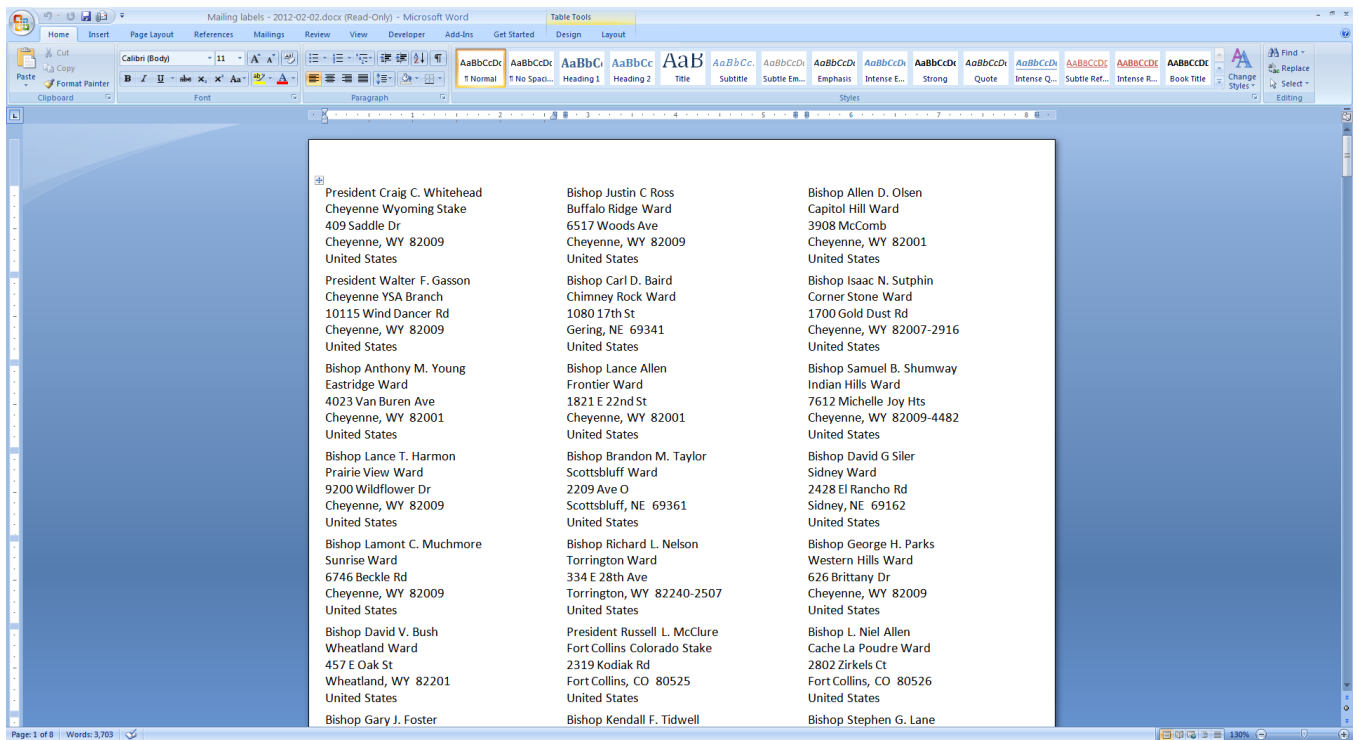 Mailing labels - 2012-02-02.docx (Read-Only) - Microsoft Word
Table Tools
Home Insert Page Layout References Mailings Review View Developer Add-Ins Get Started Design Layout
Paste
Cut
Copy
Format Painter
Clipboard
Calibri (Body) 11
Font
Paragraph
AaBbCcDc AaBbCcDc AaBbC AaBbCc AaB AaBbCc. AaBbCcDc AaBbCcDc AaBbCcDc AaBbCcDc AaBbCcDc AaBbCcDc AABBCCDC AABBCCDC AABBCCDC
¶ Normal ¶ No Spaci... Heading 1 Heading 2 Title Subtitle Subtle Em... Emphasis Intense E... Strong Quote Intense Q... Subtle Ref... Intense R... Book Title
Change Styles
Styles
Find
Replace
Select
Editing
1 2 3 4 5 6 7 8
President Craig C. Whitehead
Cheyenne Wyoming Stake
409 Saddle Dr
Cheyenne, WY 82009
United States
Bishop Justin C Ross
Buffalo Ridge Ward
6517 Woods Ave
Cheyenne, WY 82009
United States
Bishop Allen D. Olsen
Capitol Hill Ward
3908 McComb
Cheyenne, WY 82001
United States
President Walter F. Gasson
Cheyenne YSA Branch
10115 Wind Dancer Rd
Cheyenne, WY 82009
United States
Bishop Carl D. Baird
Chimney Rock Ward
1080 17th St
Gering, NE 69341
United States
Bishop Isaac N. Sutphin
Corner Stone Ward
1700 Gold Dust Rd
Cheyenne, WY 82007-2916
United States
Bishop Anthony M. Young
Eastridge Ward
4023 Van Buren Ave
Cheyenne, WY 82001
United States
Bishop Lance Allen
Frontier Ward
1821 E 22nd St
Cheyenne, WY 82001
United States
Bishop Samuel B. Shumway
Indian Hills Ward
7612 Michelle Joy Hts
Cheyenne, WY 82009-4482
United States
Bishop Lance T. Harmon
Prairie View Ward
9200 Wildflower Dr
Cheyenne, WY 82009
United States
Bishop Brandon M. Taylor
Scottsbluff Ward
2209 Ave O
Scottsbluff, NE 69361
United States
Bishop David G Siler
Sidney Ward
2428 El Rancho Rd
Sidney, NE 69162
United States
Bishop Lamont C. Muchmore
Sunrise Ward
6746 Beckle Rd
Cheyenne, WY 82009
United States
Bishop Richard L. Nelson
Torrington Ward
334 E 28th Ave
Torrington, WY 82240-2507
United States
Bishop George H. Parks
Western Hills Ward
626 Brittany Dr
Cheyenne, WY 82009
United States
Bishop David V. Bush
Wheatland Ward
457 E Oak St
Wheatland, WY 82201
United States
President Russell L. McClure
Fort Collins Colorado Stake
2319 Kodiak Rd
Fort Collins, CO 80525
United States
Bishop L. Niel Allen
Cache La Poudre Ward
2802 Zirkels Ct
Fort Collins, CO 80526
United States
Bishop Gary J. Foster
Bishop Kendall F. Tidwell
Bishop Stephen G. Lane
Page: 1 of 8 Words: 3,703 130%